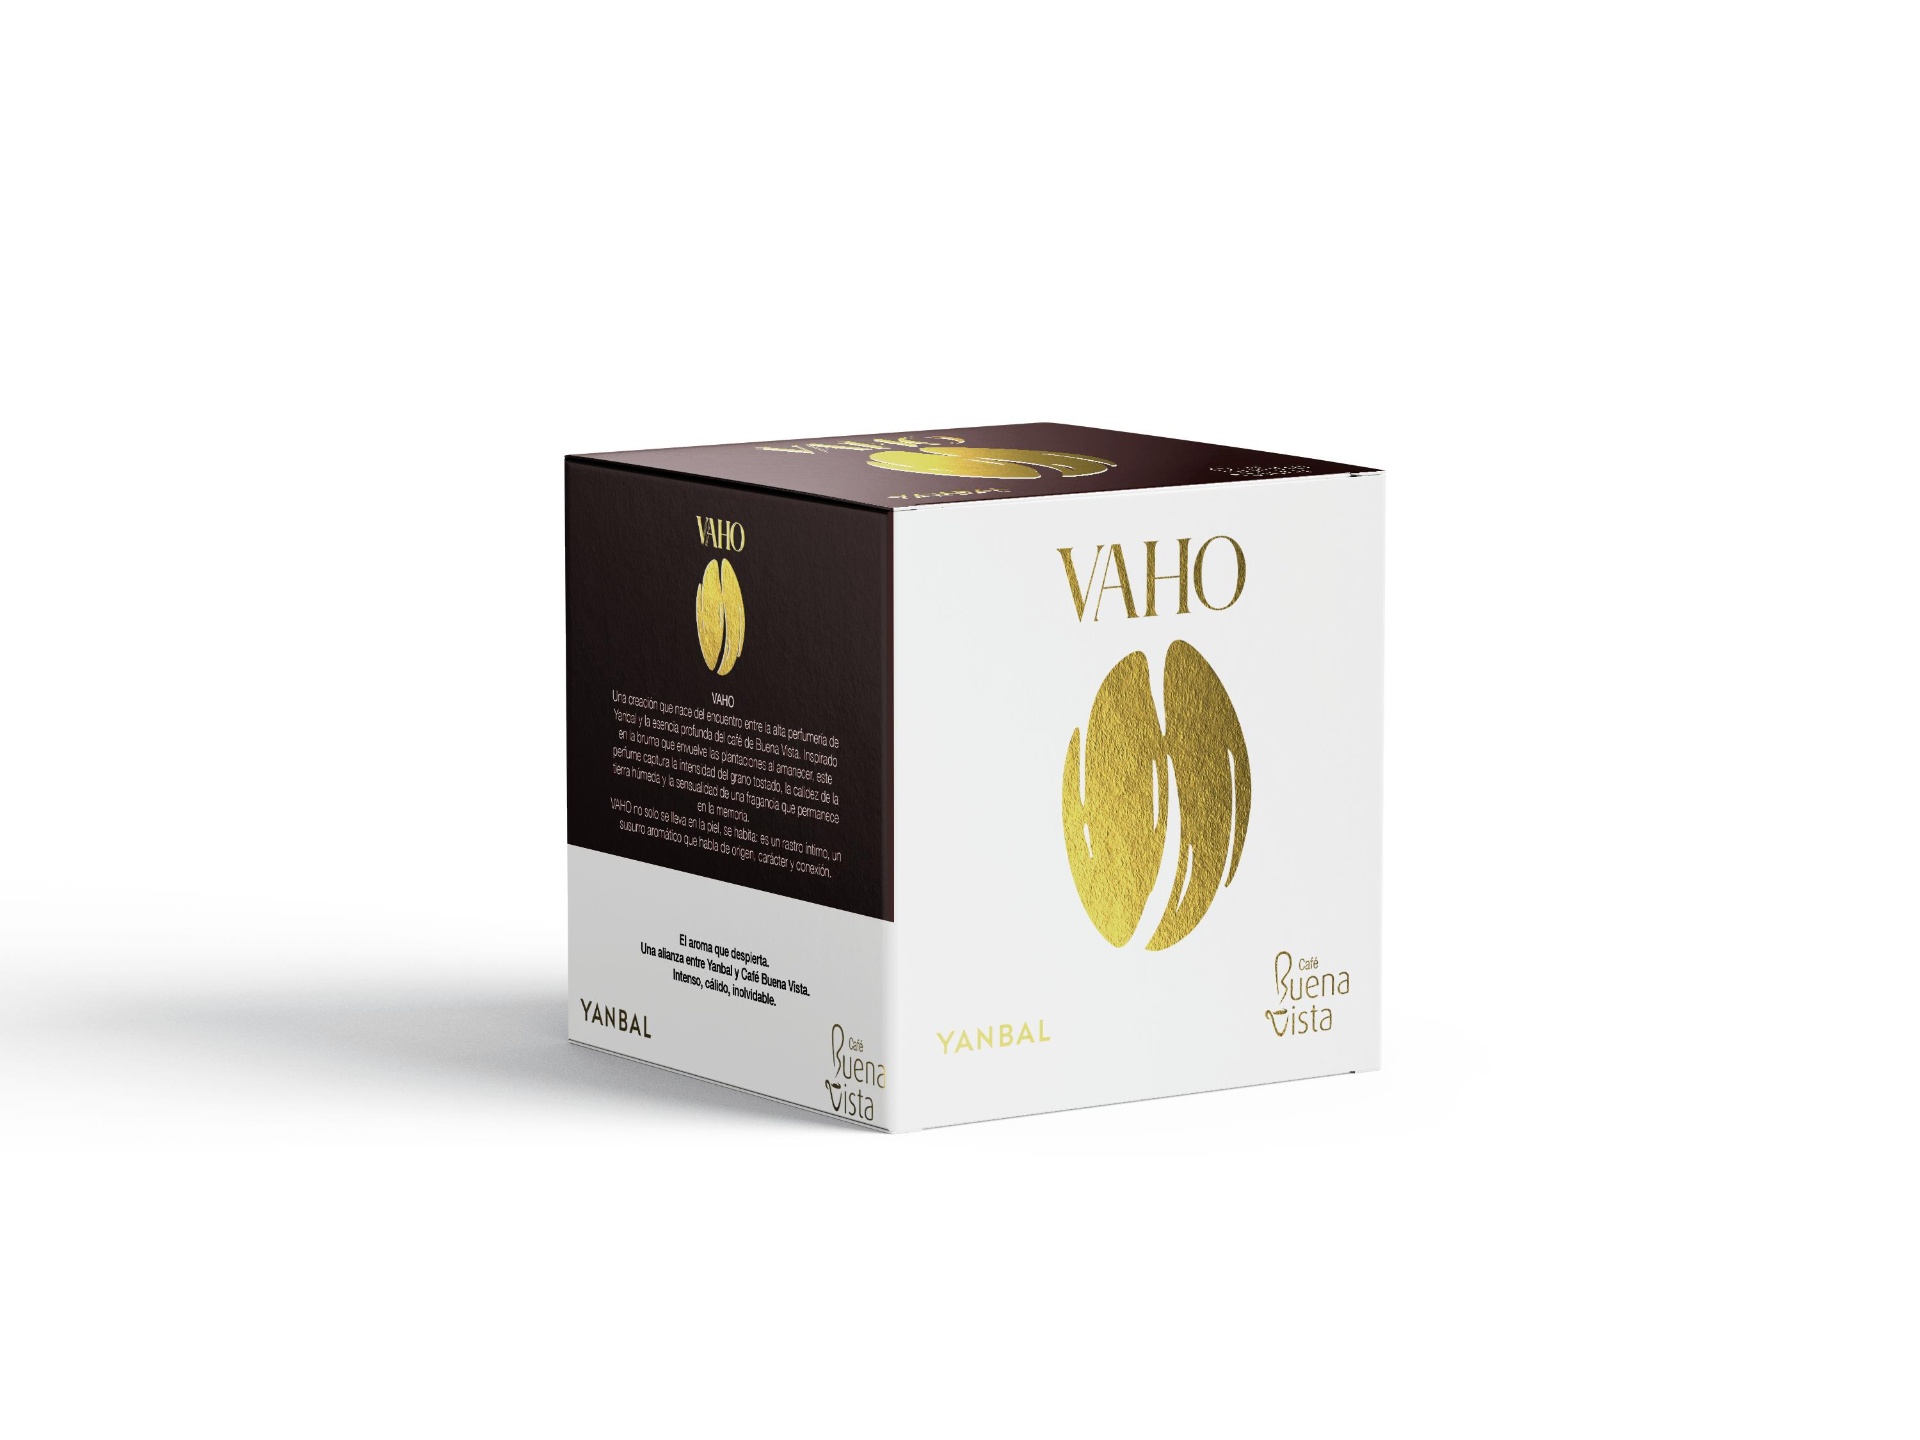 VAHO
YANBAL
VAHO
VAHO
Una creación que nace del encuentro entre la alta perfumería de
Yanbal y la esencia profunda del café de Buena Vista. Inspirado
en la bruma que envuelve las plantaciones al amanecer, este
perfume captura la intensidad del grano tostado, la calidez de la
tierra húmeda y la sensualidad de una fragancia que permanece
en la memoria.
VAHO no solo se lleva en la piel, se habita: es un rastro íntimo, un
susurro aromático que habla de origen, carácter y conexión.
El aroma que despierta.
Una alianza entre Yanbal y Café Buena Vista.
Intenso, cálido, inolvidable.
YANBAL
Café
Buena
Vista
VAHO
YANBAL
Café
Buena
Vista